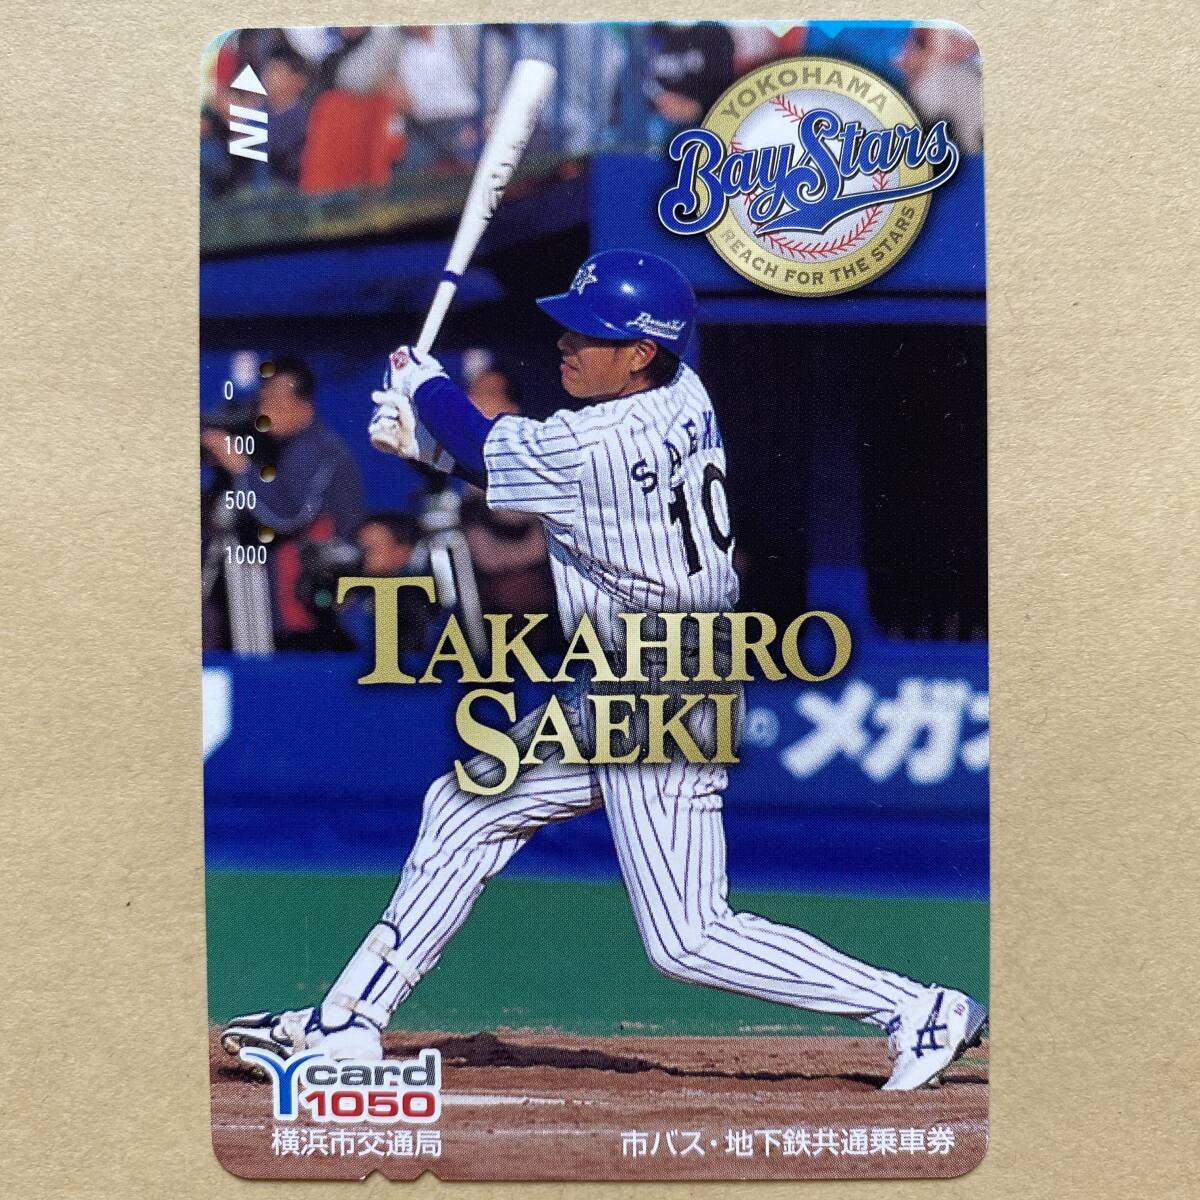 IN
YOKOHAMA
BayStars
REACH FOR THE STARS
0
100
500
1000
10
TAKAHIRO
SAEKI
メガネ
Y card
1050
横浜市交通局
市バス・地下鉄共通乗車券